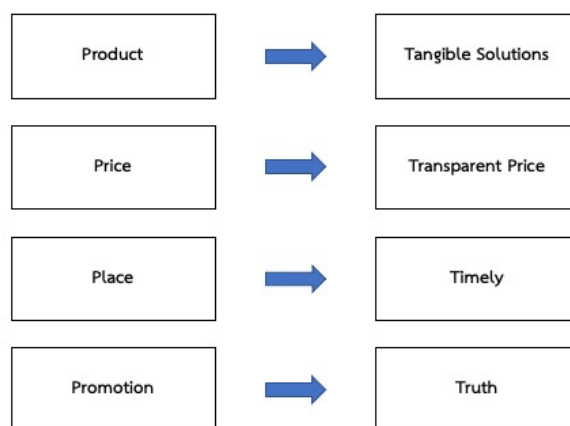 Product
Tangible Solutions
Price
Transparent Price
Place
Timely
Promotion
Truth